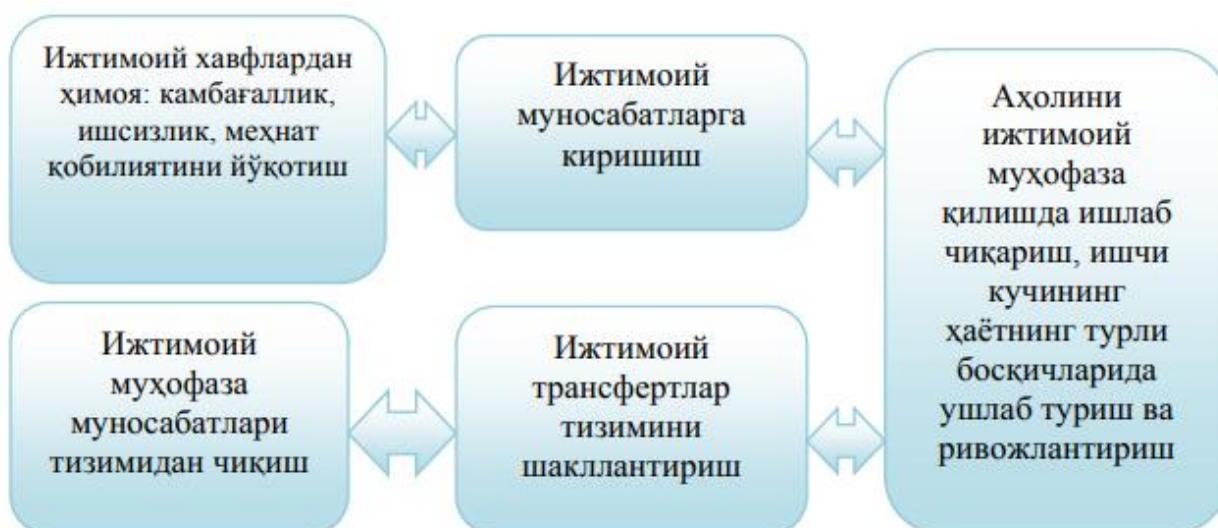 Ижтимоий хавфлардан
ҳимоя: камбағаллик,
ишсизлик, меҳнат
қобилиятини йўқотиш
Ижтимоий
муносабатларга
киришиш
Аҳолини
ижтимоий
муҳофаза
қилишда ишлаб
чиқариш, ишчи
кучининг
ҳаётнинг турли
босқичларида
ушлаб туриш ва
ривожлантириш
Ижтимоий
муҳофаза
муносабатлари
тизимидан чиқиш
Ижтимоий
трансфертлар
тизимини
шакллантириш